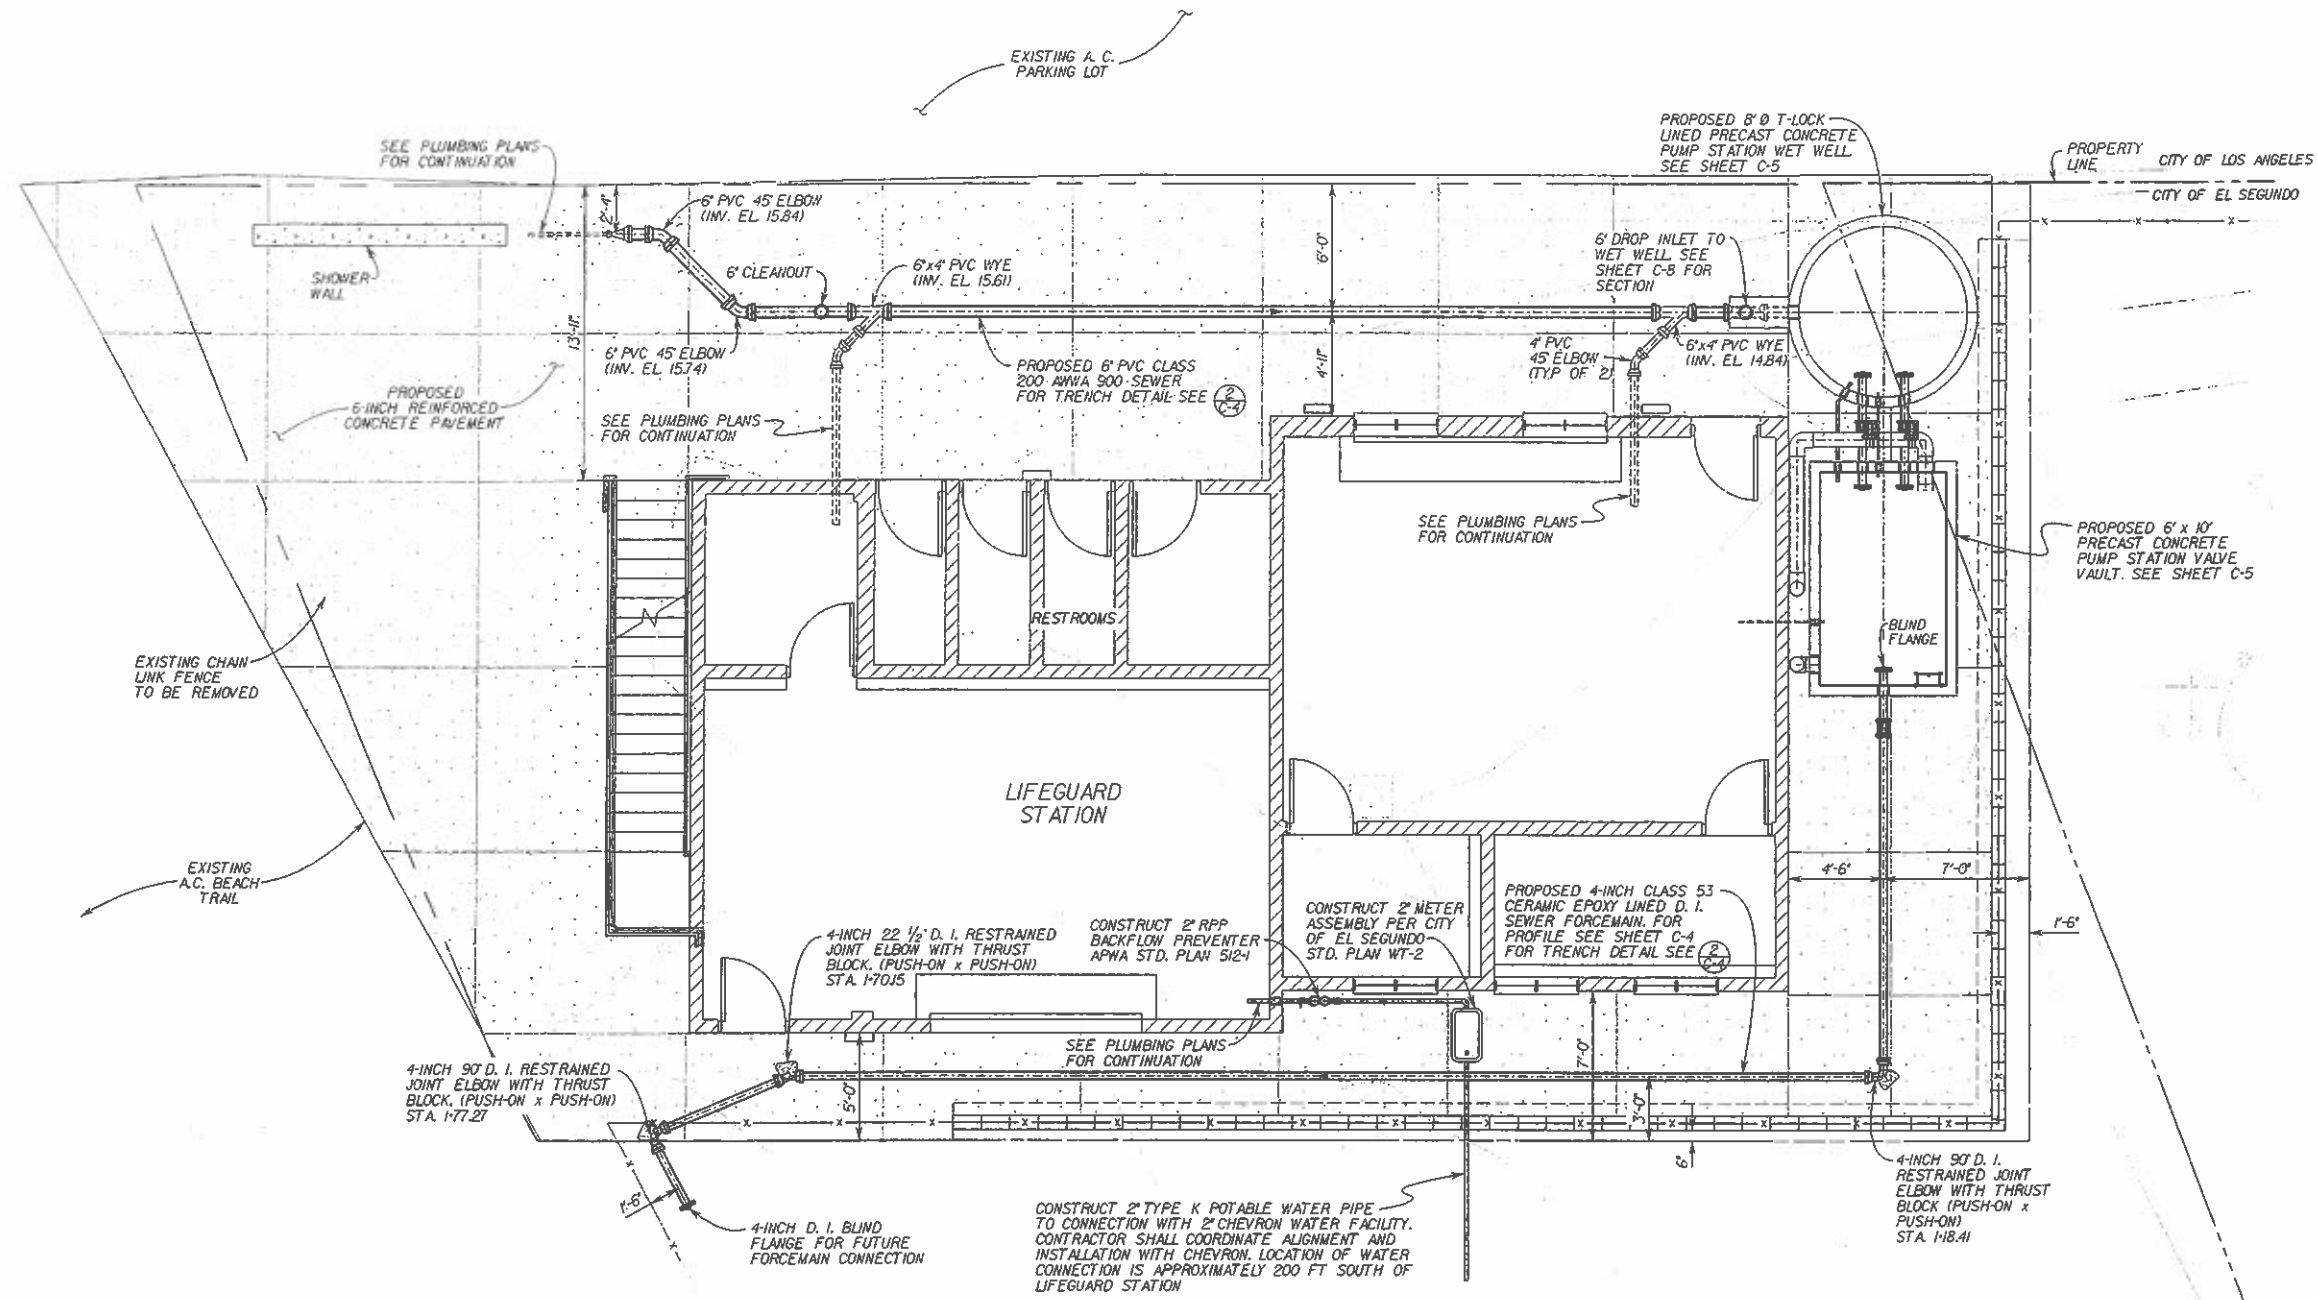 EXISTING A. C.
PARKING LOT
SEE PLUMBING PLANS
FOR CONTINUATION
PROPOSED 8' Ø T-LOCK
LINED PRECAST CONCRETE
PUMP STATION WET WELL
SEE SHEET C-5
PROPERTY
LINE
CITY OF LOS ANGELES
CITY OF EL SEGUNDO
2'-4"
6" PVC 45° ELBOW
(INV. EL. 15.84)
SHOWER
WALL
6" CLEANOUT
6"x4" PVC WYE
(INV. EL. 15.61)
6'-0"
6" DROP INLET TO
WET WELL. SEE
SHEET C-8 FOR
SECTION
13'-11"
6" PVC 45° ELBOW
(INV. EL. 15.74)
PROPOSED 6" PVC CLASS
200 AWWA 900 SEWER
FOR TRENCH DETAIL SEE
2
C-4
4'-11"
4" PVC
45° ELBOW
(TYP OF 2)
6"x4" PVC WYE
(INV. EL. 14.84)
PROPOSED
6-INCH REINFORCED
CONCRETE PAVEMENT
SEE PLUMBING PLANS
FOR CONTINUATION
SEE PLUMBING PLANS
FOR CONTINUATION
PROPOSED 6' x 10'
PRECAST CONCRETE
PUMP STATION VALVE
VAULT. SEE SHEET C-5
RESTROOMS
BLIND
FLANGE
EXISTING CHAIN
LINK FENCE
TO BE REMOVED
LIFEGUARD
STATION
EXISTING
A.C. BEACH
TRAIL
4'-6"
7'-0"
1'-6"
4-INCH 22 ½° D. I. RESTRAINED
JOINT ELBOW WITH THRUST
BLOCK. (PUSH-ON x PUSH-ON)
STA. 1+70.15
CONSTRUCT 2" RPP
BACKFLOW PREVENTER
APWA STD. PLAN 512-1
CONSTRUCT 2" METER
ASSEMBLY PER CITY
OF EL SEGUNDO
STD. PLAN WT-2
PROPOSED 4-INCH CLASS 53
CERAMIC EPOXY LINED D. I.
SEWER FORCEMAIN. FOR
PROFILE SEE SHEET C-4
FOR TRENCH DETAIL SEE
2
C-4
SEE PLUMBING PLANS
FOR CONTINUATION
4-INCH 90° D. I. RESTRAINED
JOINT ELBOW WITH THRUST
BLOCK. (PUSH-ON x PUSH-ON)
STA. 1+77.27
5'-0"
7'-0"
3'-0"
6"
1'-6"
4-INCH D. I. BLIND
FLANGE FOR FUTURE
FORCEMAIN CONNECTION
CONSTRUCT 2" TYPE K POTABLE WATER PIPE
TO CONNECTION WITH 2" CHEVRON WATER FACILITY.
CONTRACTOR SHALL COORDINATE ALIGNMENT AND
INSTALLATION WITH CHEVRON. LOCATION OF WATER
CONNECTION IS APPROXIMATELY 200 FT SOUTH OF
LIFEGUARD STATION
4-INCH 90° D. I.
RESTRAINED JOINT
ELBOW WITH THRUST
BLOCK (PUSH-ON x
PUSH-ON)
STA. 1+18.41